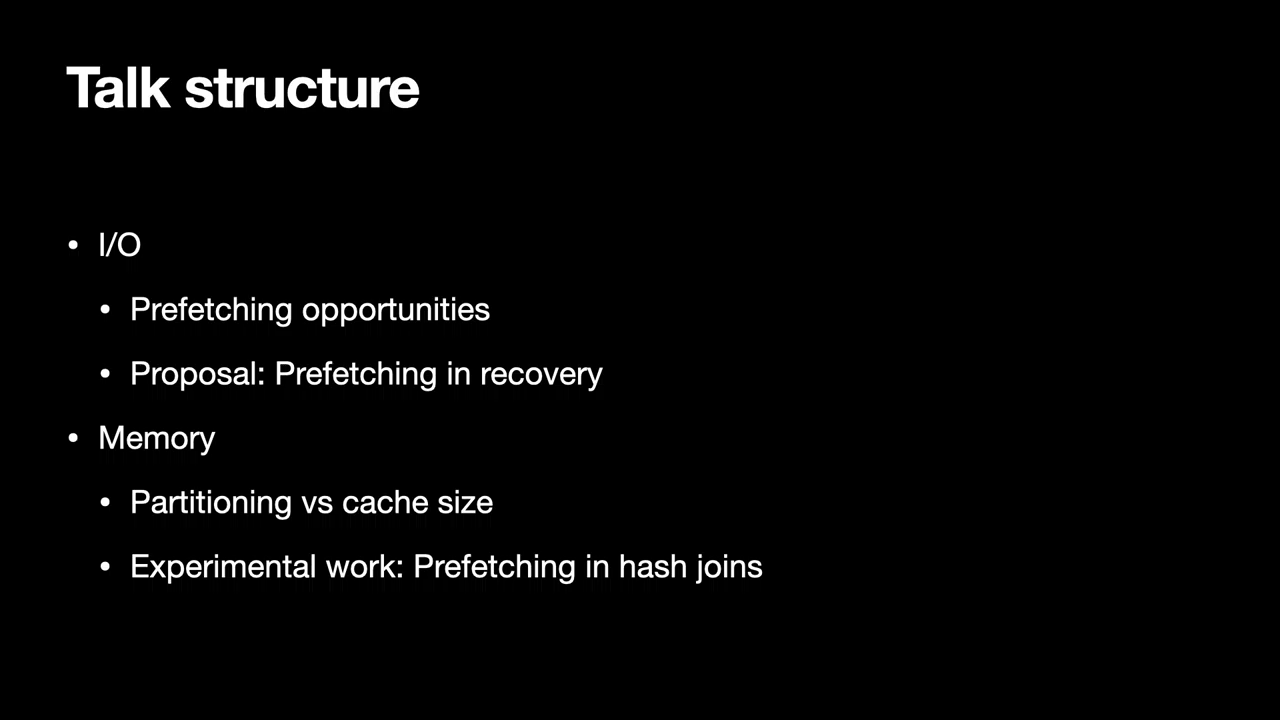 Talk structure
• I/O
• Prefetching opportunities
• Proposal: Prefetching in recovery
• Memory
• Partitioning vs cache size
• Experimental work: Prefetching in hash joins